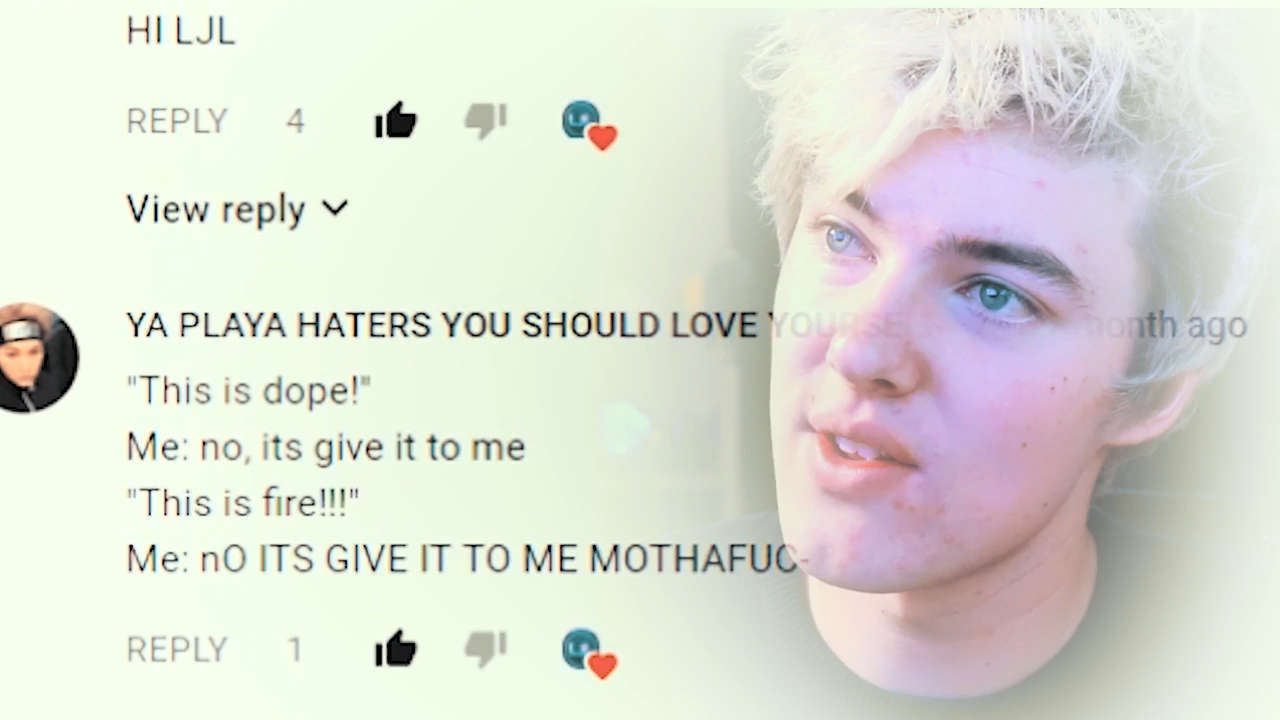 HI LJL
REPLY 4
View reply
YA PLAYA HATERS YOU SHOULD LOVE YOURSELF month ago
"This is dope!"
Me: no, its give it to me
"This is fire!!!"
Me: nO ITS GIVE IT TO ME MOTHAFUC-
REPLY 1